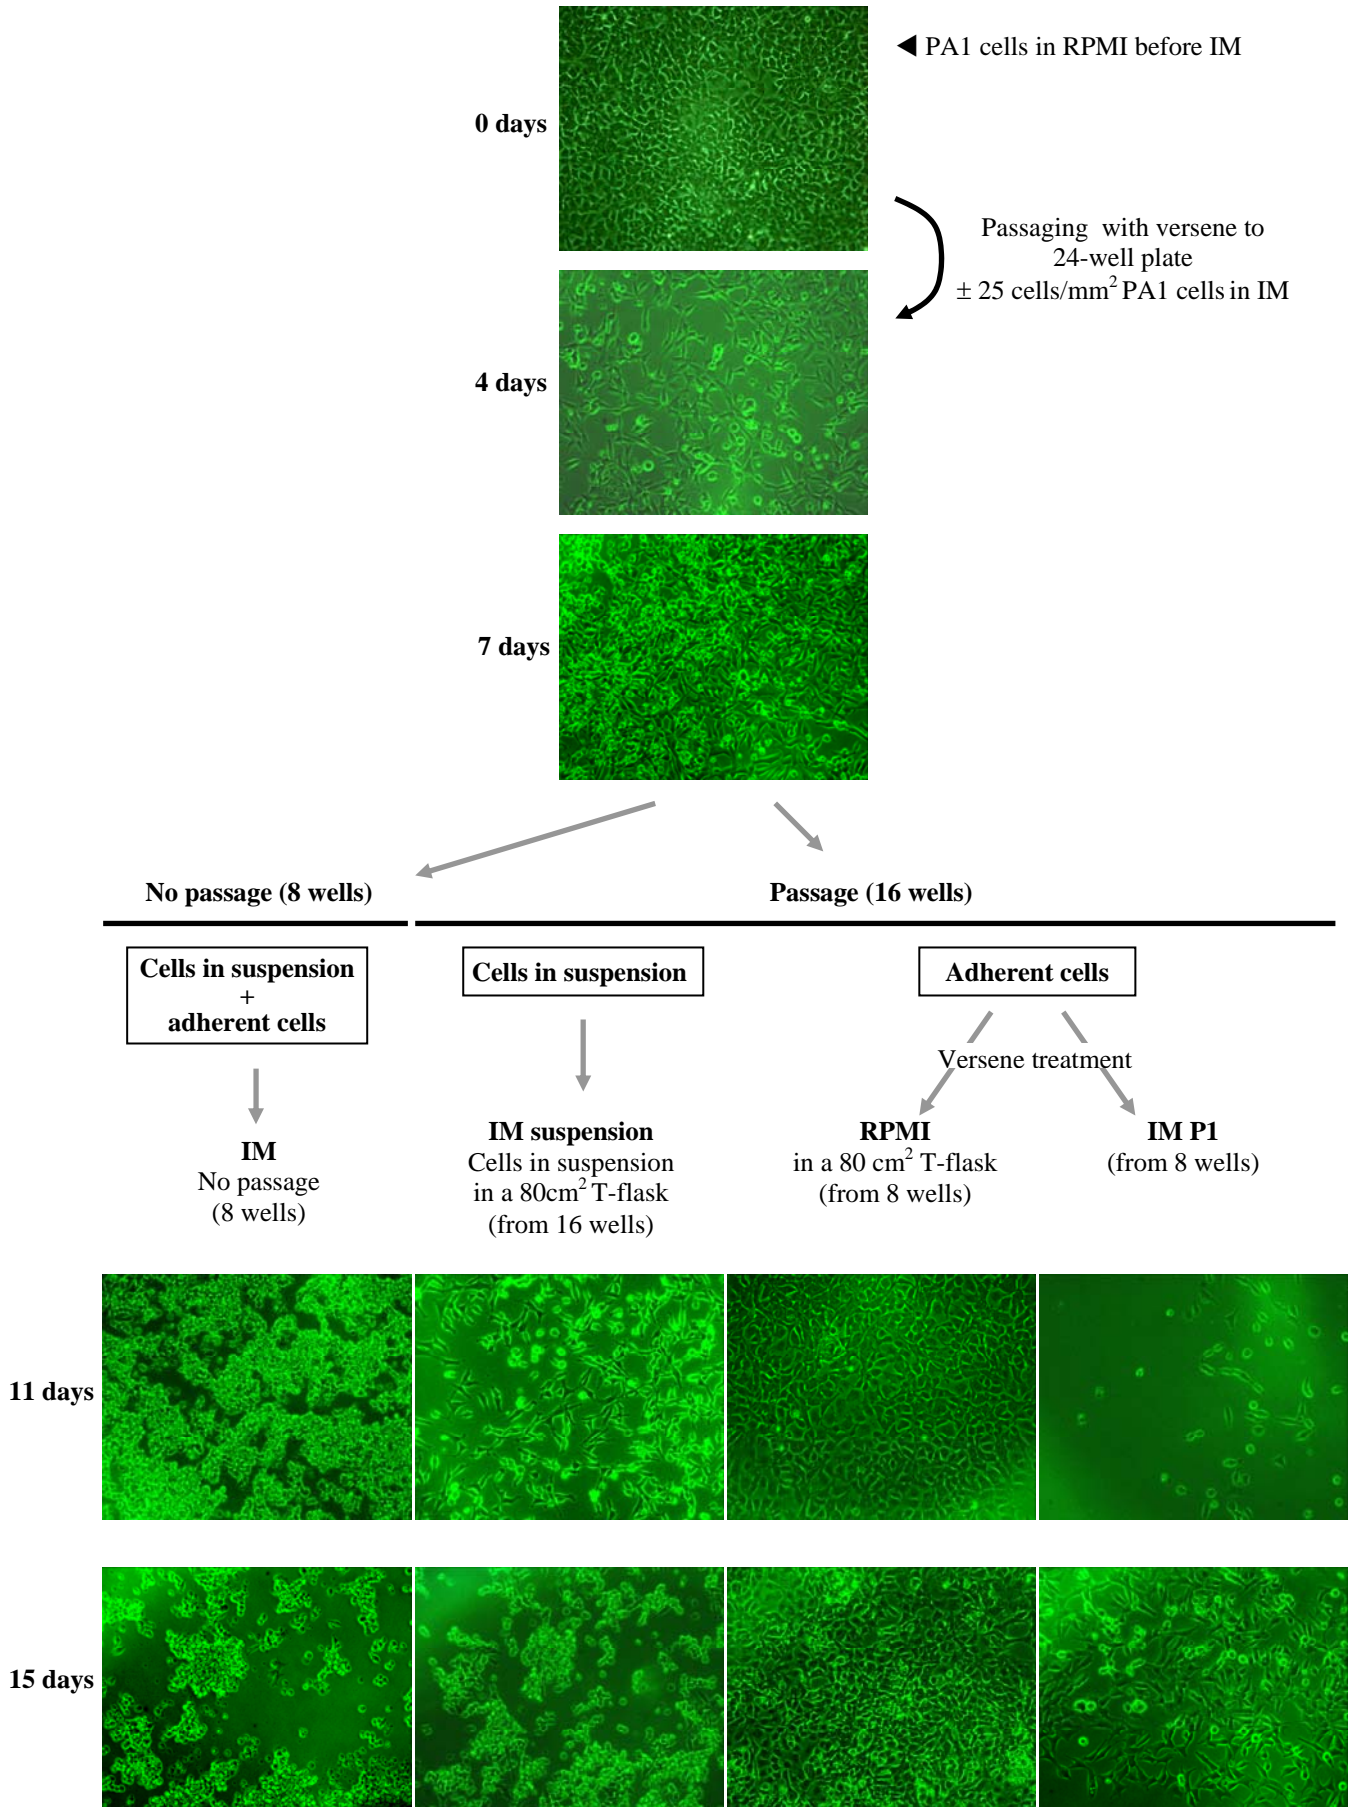 PA1 cells in RPMI before IM
0 days
Passaging with versene to
24-well plate
± 25 cells/mm² PA1 cells in IM
4 days
7 days
No passage (8 wells)
Passage (16 wells)
Cells in suspension
+
adherent cells
Cells in suspension
Adherent cells
Versene treatment
IM
No passage
(8 wells)
IM suspension
Cells in suspension
in a 80cm² T-flask
(from 16 wells)
RPMI
in a 80 cm² T-flask
(from 8 wells)
IM P1
(from 8 wells)
11 days
15 days